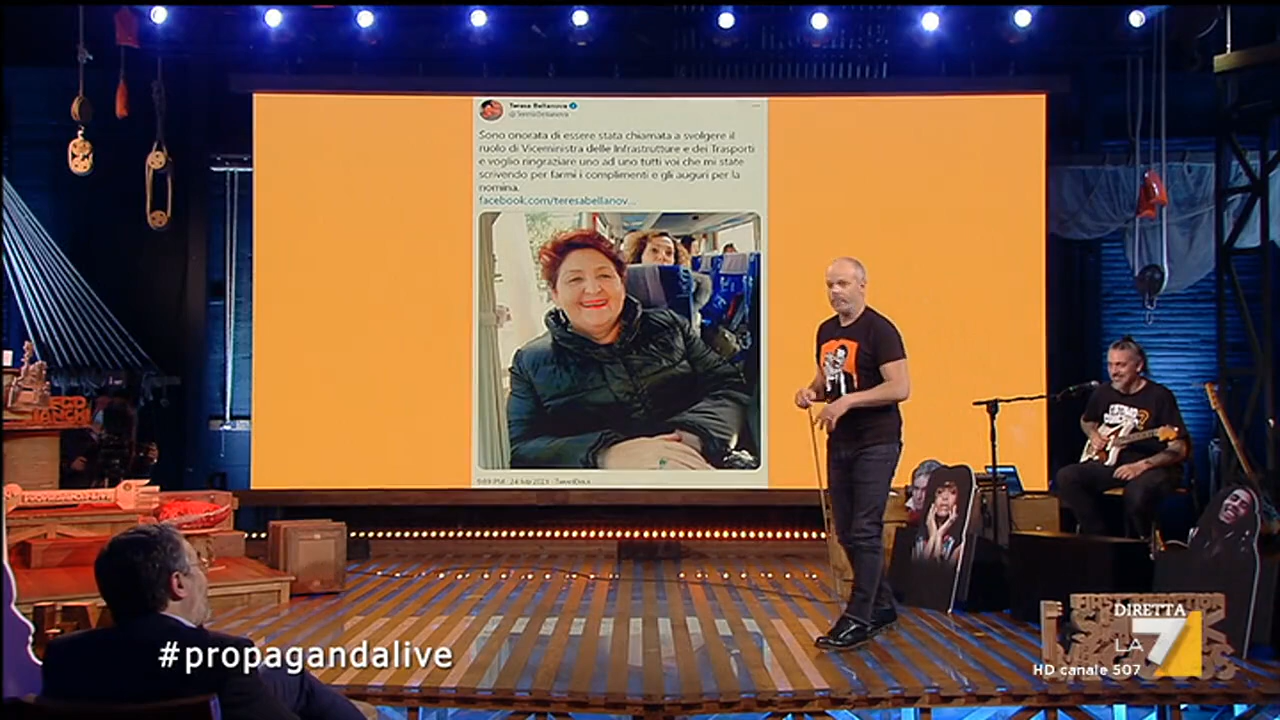 Teresa Bellanova
@TeresaBellanova
Sono onorata di essere stata chiamata a svolgere il
ruolo di Viceministra delle Infrastrutture e dei Trasporti
e voglio ringraziare uno ad uno tutti voi che mi state
scrivendo per farmi i complimenti e gli auguri per la
nomina.
facebook.com/teresabellanov...
BIANCHI
#propagandalive
DIRETTA
LA 7
HD canale 507